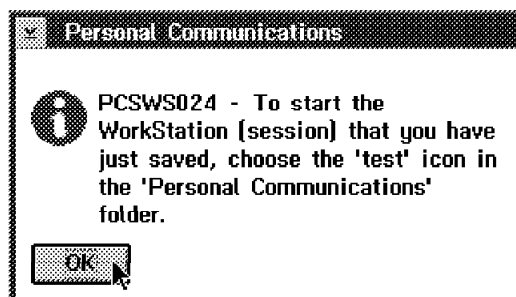 Personal Communications
PCSWS024 - To start the
WorkStation (session) that you have
just saved, choose the 'test' icon in
the 'Personal Communications'
folder.
OK